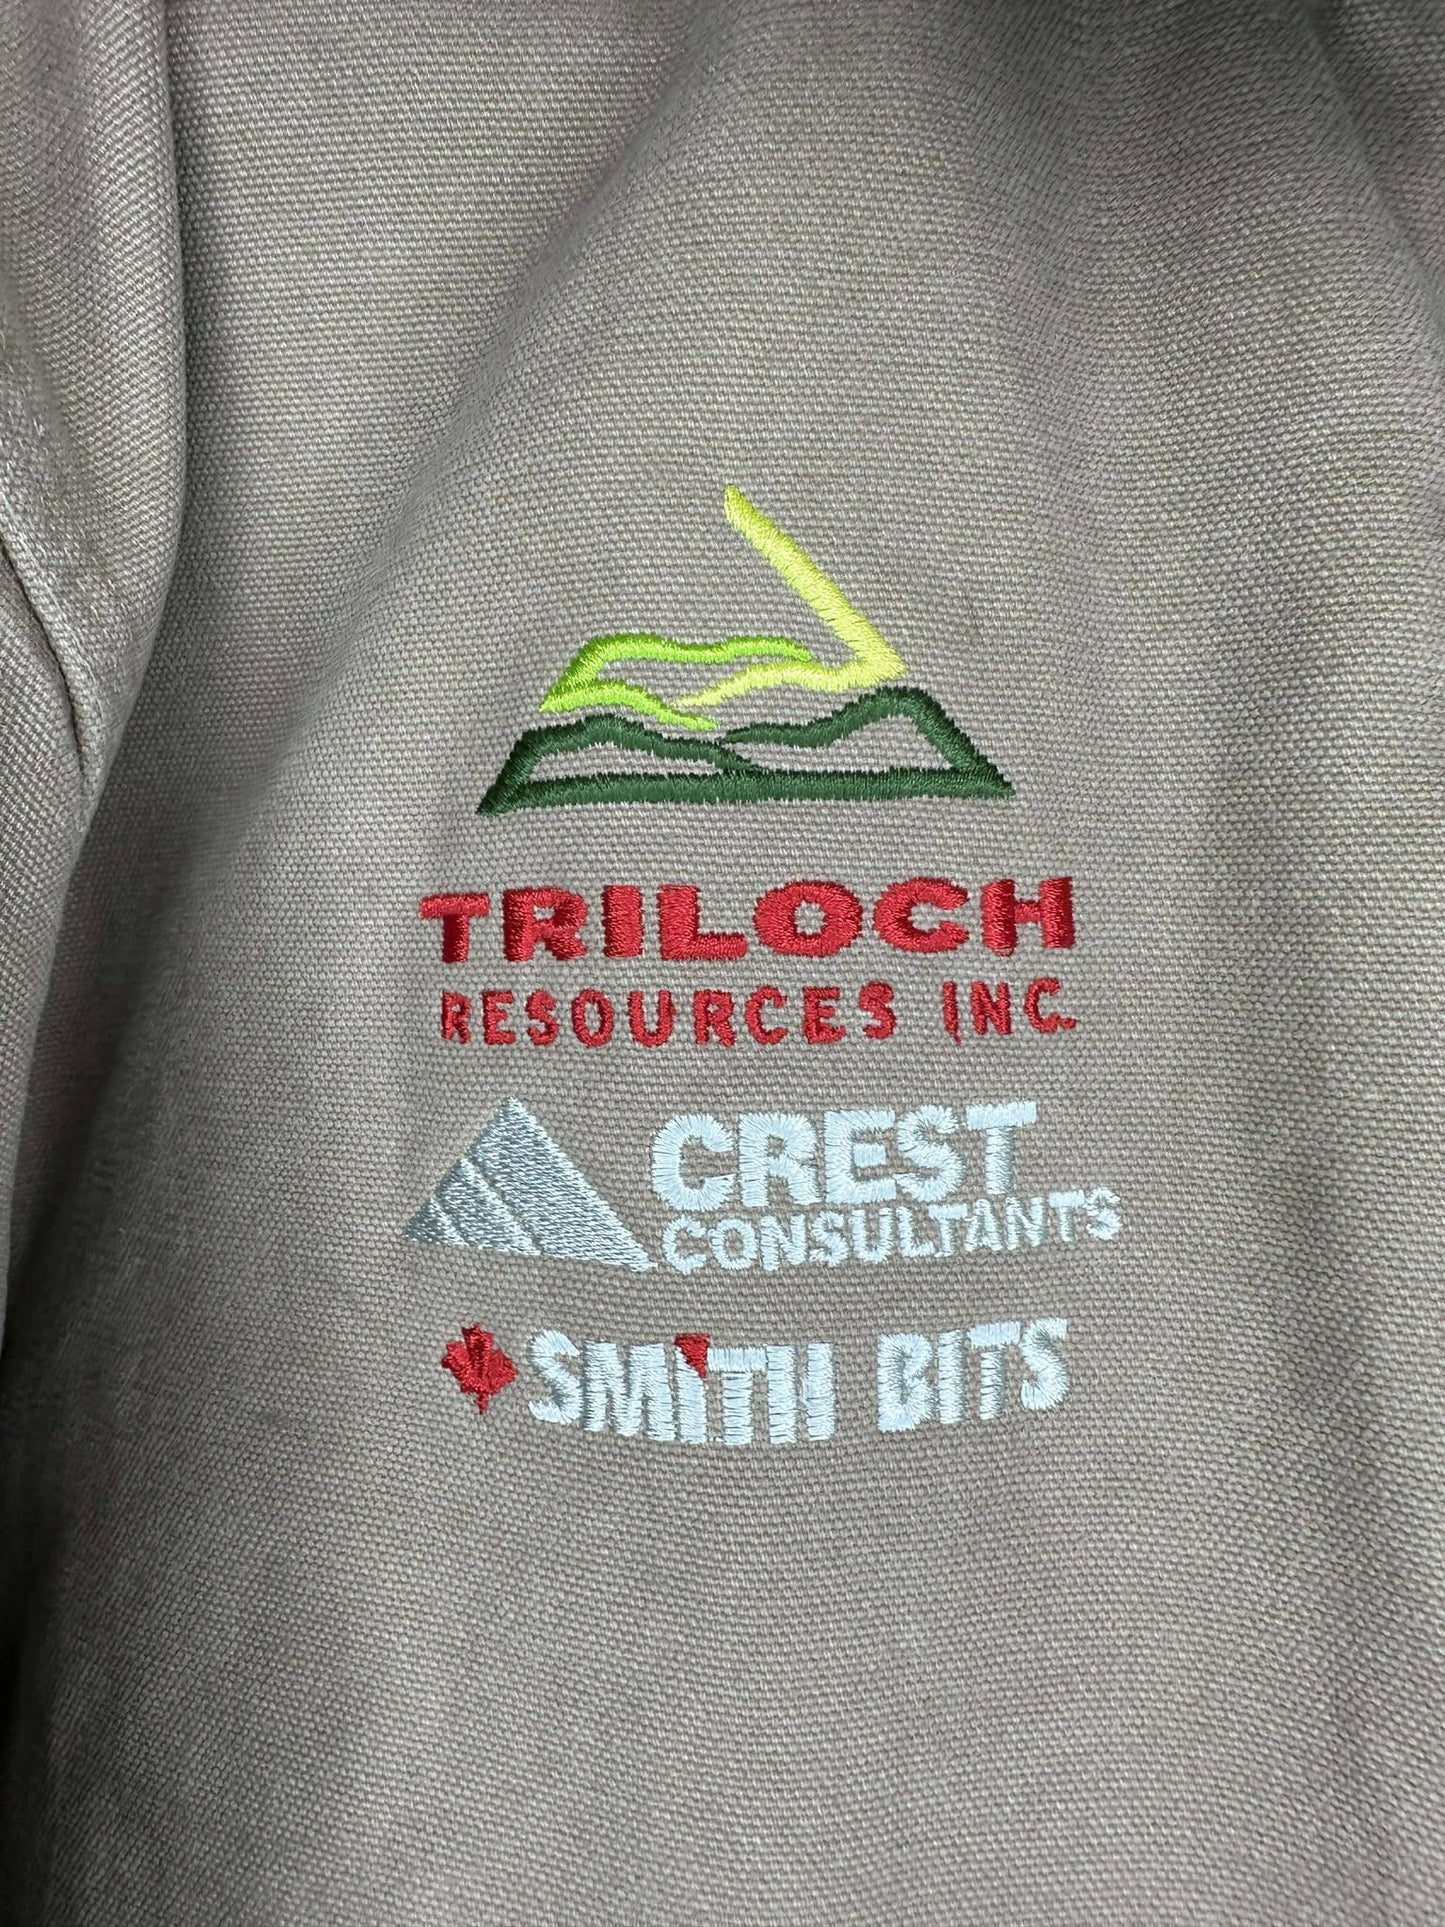 TRILOCH
RESOURCES INC.
CREST
CONSULTANTS
SMITH BITS